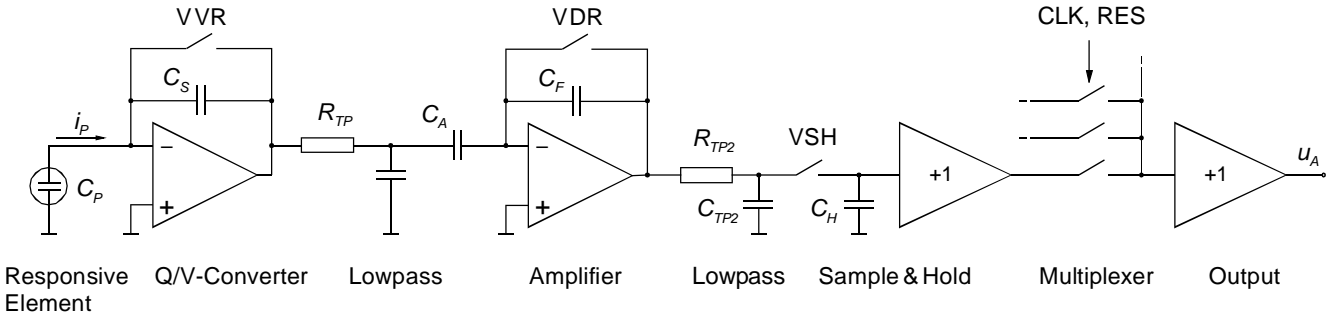 VVR
VDR
CLK, RES
C_S
C_F
i_P
R_TP
C_A
R_TP2
VSH
u_A
−
+
−
+
+1
+1
C_P
C_TP2
C_H
Responsive Element
Q/V-Converter
Lowpass
Amplifier
Lowpass
Sample & Hold
Multiplexer
Output